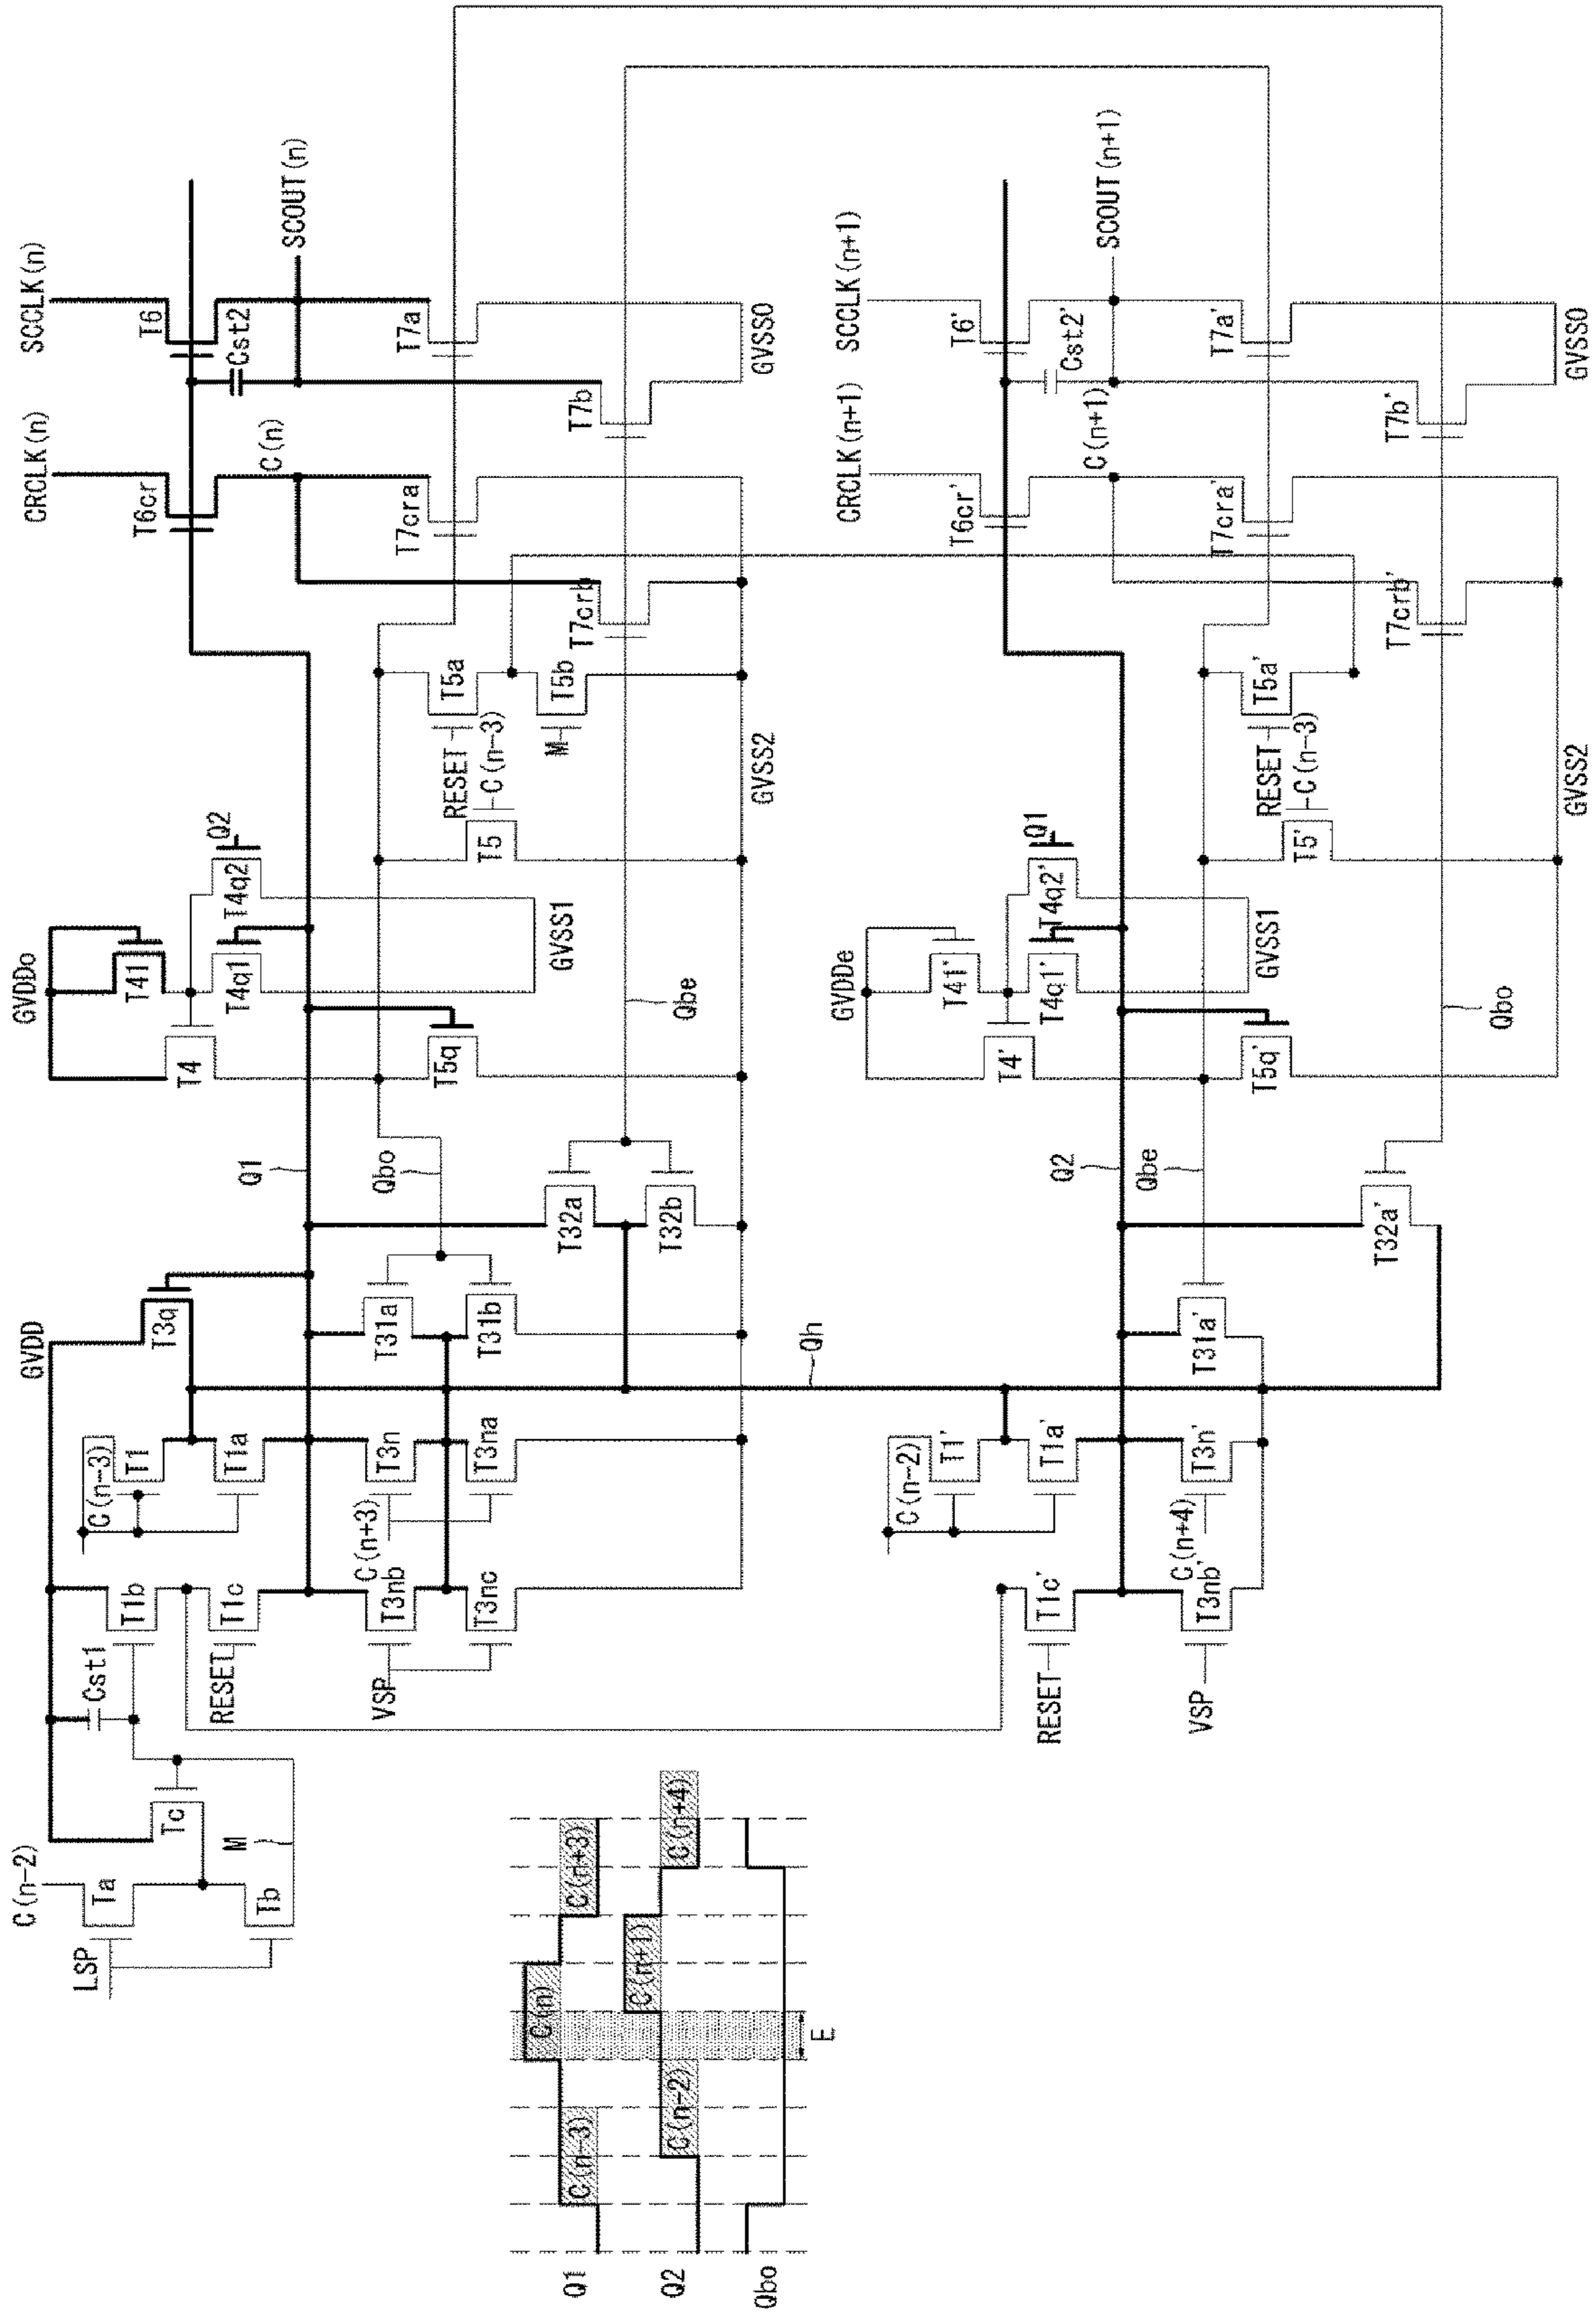 C(n-2)
LSP
Ta
Tb
Tc
M
Cst1
GVDD
T1b
T1c
RESET
VSP
T3nb
T3nc
C(n-3)
T1
T1a
C(n+3)
T3n
T3na
T3q
Q1
Qbo
T31a
T31b
T32a
T32b
Qh
GVDDo
T41
T4
T4q1
T4q2
Q2
GVSS1
T5q
Qbe
T5
C(n-3)
RESET
T5a
M
T5b
GVSS2
CRCLK(n)
T6cr
C(n)
T7cra
T7crb
SCCLK(n)
T6
Cst2
SCOUT(n)
T7a
T7b
GVSS0
RESET
T1c'
VSP
T3nb'
C(n-2)
T1'
T1a'
C(n+4)
T3n'
Q2
Qbe
T31a'
T32a'
GVDDe
T41'
T4'
T4q1'
T4q2'
Q1
GVSS1
T5q'
Qbo
T5'
C(n-3)
RESET
T5a'
GVSS2
CRCLK(n+1)
T6cr'
C(n+1)
T7cra'
T7crb'
SCCLK(n+1)
T6'
Cst2'
SCOUT(n+1)
T7a'
T7b'
GVSS0
Q1
C(n-3)
C(n)
C(n+3)
Q2
C(n-2)
C(n+1)
C(n+4)
Qbo
E